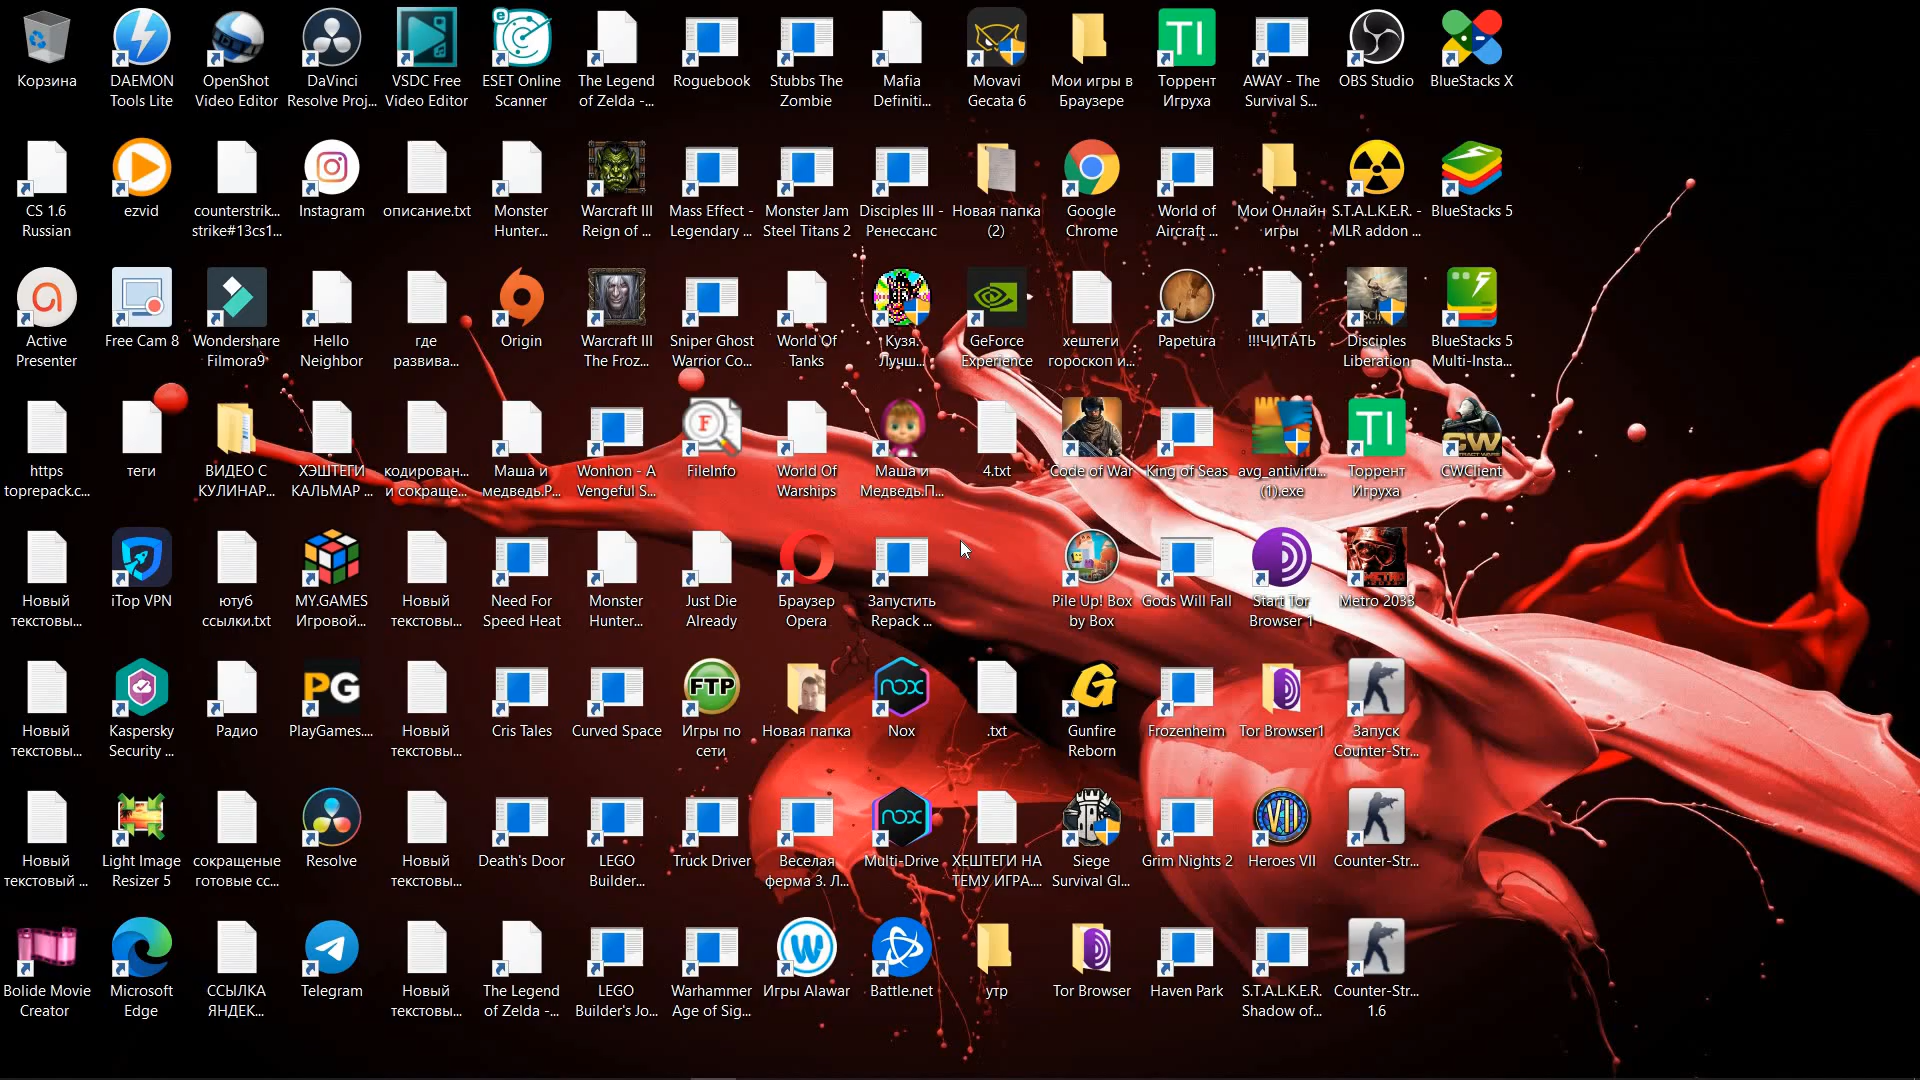 Корзина
DAEMON
Tools Lite
OpenShot
Video Editor
DaVinci
Resolve Proj...
VSDC Free
Video Editor
ESET Online
Scanner
The Legend
of Zelda -...
Roguebook
Stubbs The
Zombie
Mafia
Definiti...
Movavi
Gecata 6
Мои игры в
Браузере
TI
Торрент
Игруха
AWAY - The
Survival S...
OBS Studio
BlueStacks X
CS 1.6
Russian
ezvid
counterstrik...
strike#13cs1...
Instagram
описание.txt
Monster
Hunter...
Warcraft III
Reign of ...
Mass Effect -
Legendary ...
Monster Jam
Steel Titans 2
Disciples III -
Ренессанс
Новая папка
(2)
Google
Chrome
World of
Aircraft ...
Мои Онлайн
игры
S.T.A.L.K.E.R. -
MLR addon ...
BlueStacks 5
Active
Presenter
Free Cam 8
Wondershare
Filmora9
Hello
Neighbor
где
развива...
Origin
Warcraft III
The Froz...
Sniper Ghost
Warrior Co...
World Of
Tanks
Кузя.
Лучш...
GeForce
Experience
хештеги
гороскоп и...
Papetura
!!!ЧИТАТЬ
Disciples
Liberation
BlueStacks 5
Multi-Insta...
https
toprepack.c...
теги
ВИДЕО С
КУЛИНАР...
ХЭШТЕГИ
КАЛЬМАР ...
кодирован...
и сокраще...
Маша и
медведь.Р...
Wonhon - A
Vengeful S...
F
FileInfo
World Of
Warships
Маша и
Медведь.П...
4.txt
Code of War
King of Seas
avg_antiviru...
(1).exe
TI
Торрент
Игруха
CW
CWClient
Новый
текстовы...
iTop VPN
ютуб
ссылки.txt
MY.GAMES
Игровой...
Новый
текстовы...
Need For
Speed Heat
Monster
Hunter...
Just Die
Already
Браузер
Opera
Запустить
Repack ...
Pile Up! Box
by Box
Gods Will Fall
Start Tor
Browser 1
METRO
Metro 2033
Новый
текстовы...
Kaspersky
Security ...
Радио
PG
PlayGames....
Новый
текстовы...
Cris Tales
Curved Space
FTP
Игры по
сети
Новая папка
nox
Nox
.txt
G
Gunfire
Reborn
Frozenheim
Tor Browser1
Запуск
Counter-Str...
Новый
текстовый ...
Light Image
Resizer 5
сокращеные
готовые сс...
Resolve
Новый
текстовы...
Death's Door
LEGO
Builder...
Truck Driver
Веселая
ферма 3. Л...
nox
Multi-Drive
ХЕШТЕГИ НА
ТЕМУ ИГРА....
Siege
Survival Gl...
Grim Nights 2
VII
Heroes VII
Counter-Str...
Bolide Movie
Creator
Microsoft
Edge
ССЫЛКА
ЯНДЕК...
Telegram
Новый
текстовы...
The Legend
of Zelda -...
LEGO
Builder's Jo...
Warhammer
Age of Sig...
W
Игры Alawar
Battle.net
утр
Tor Browser
Haven Park
S.T.A.L.K.E.R.
Shadow of...
Counter-Str...
1.6